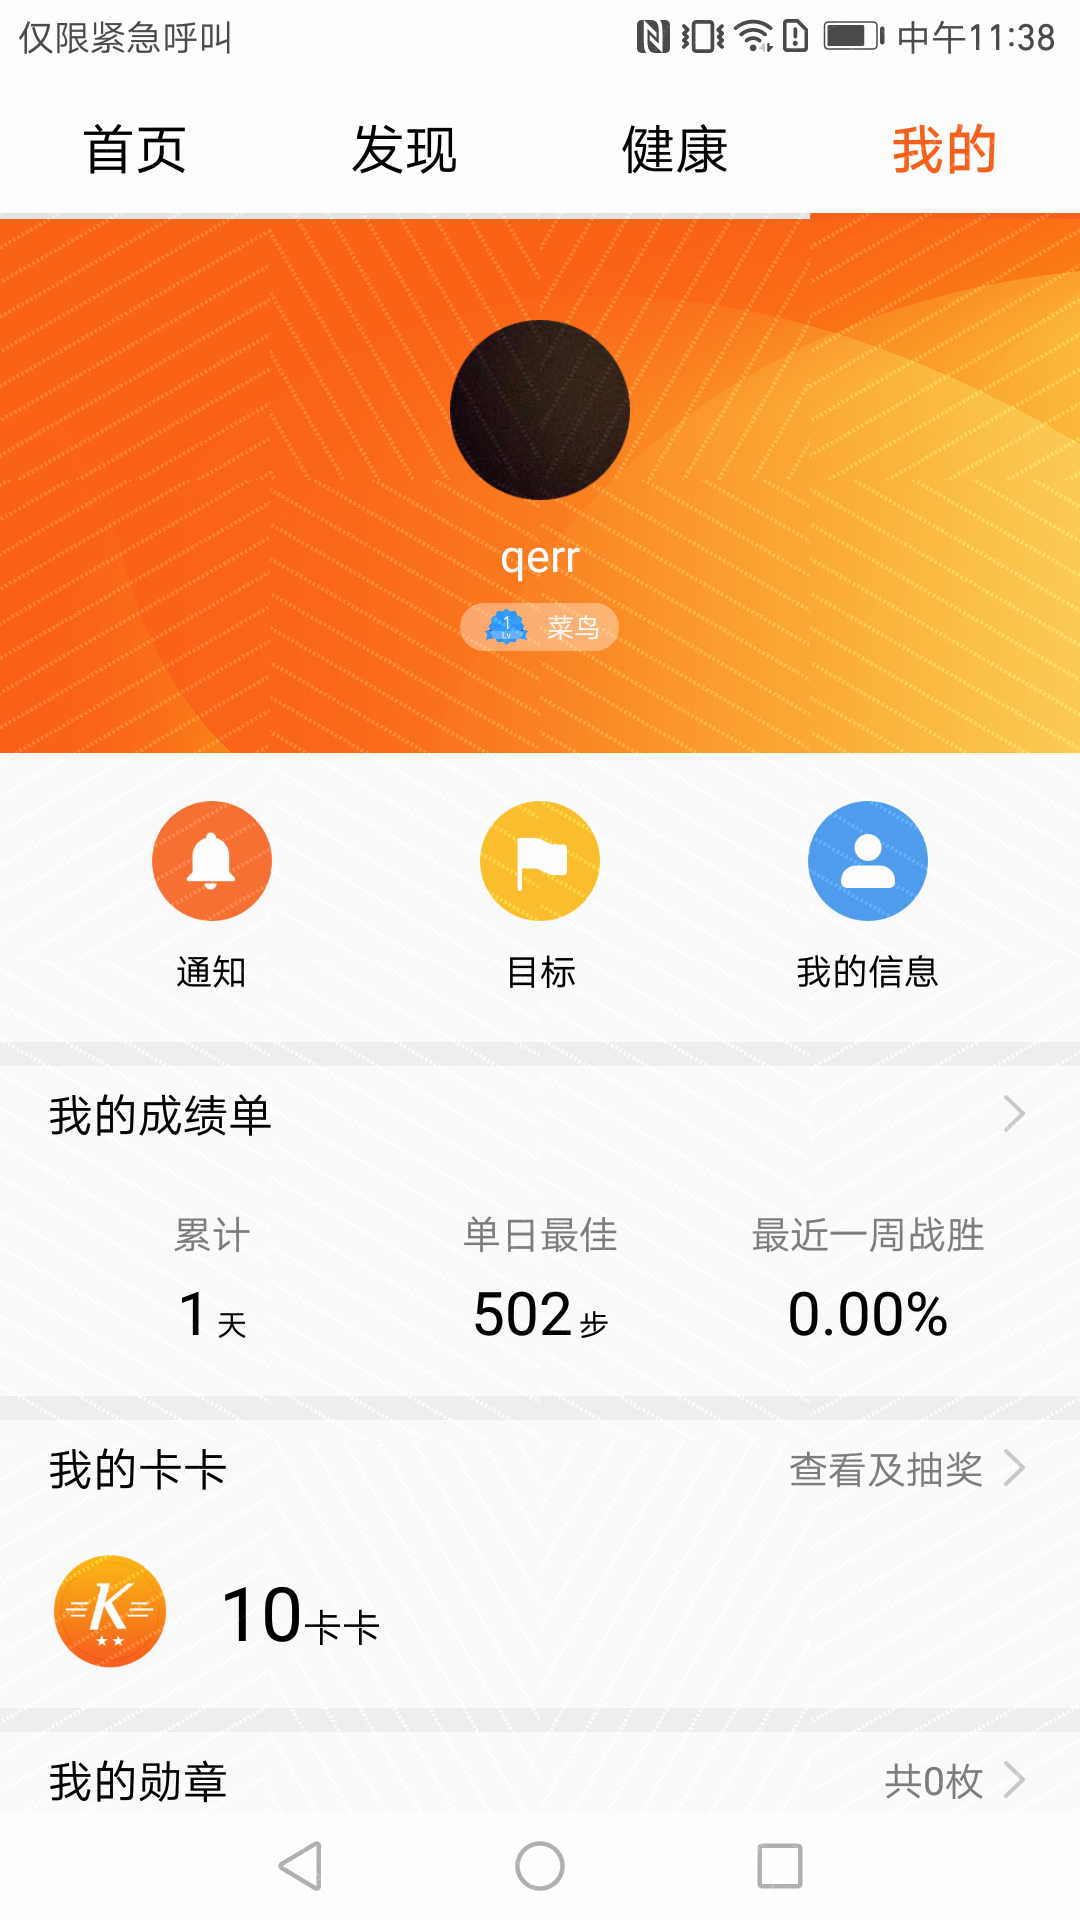 仅限紧急呼叫 中午11:38
首页 发现 健康 我的
qerr
1 Lv 菜鸟
通知 目标 我的信息
我的成绩单
累计 单日最佳 最近一周战胜
1天 502步 0.00%
我的卡卡 查看及抽奖
K 10卡卡
我的勋章 共0枚